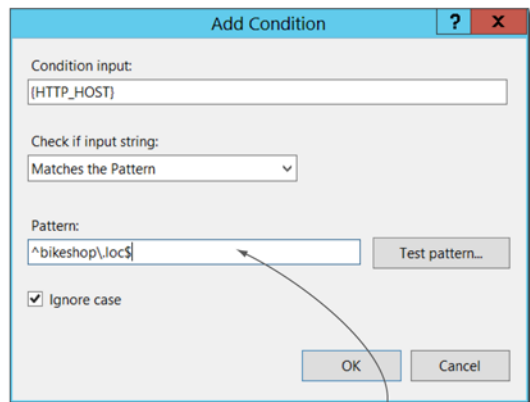 Add Condition
? x
Condition input:
{HTTP_HOST}
Check if input string:
Matches the Pattern
Pattern:
^bikeshop\.loc$
Test pattern...
Ignore case
OK Cancel